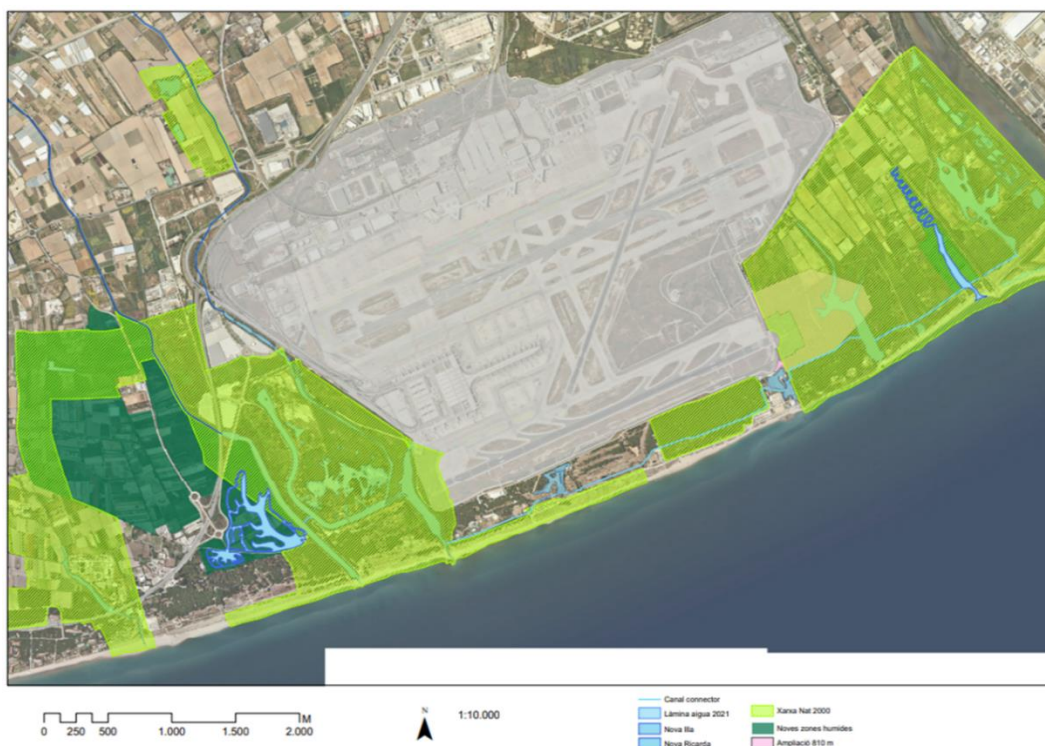 M
0 250 500 1.000 1.500 2.000
N
1:10.000
Canal connector
Làmina aigua 2021
Nova Illa
Nova Ricarda
Xarxa Nat 2000
Noves zones humides
Ampliació 810 m